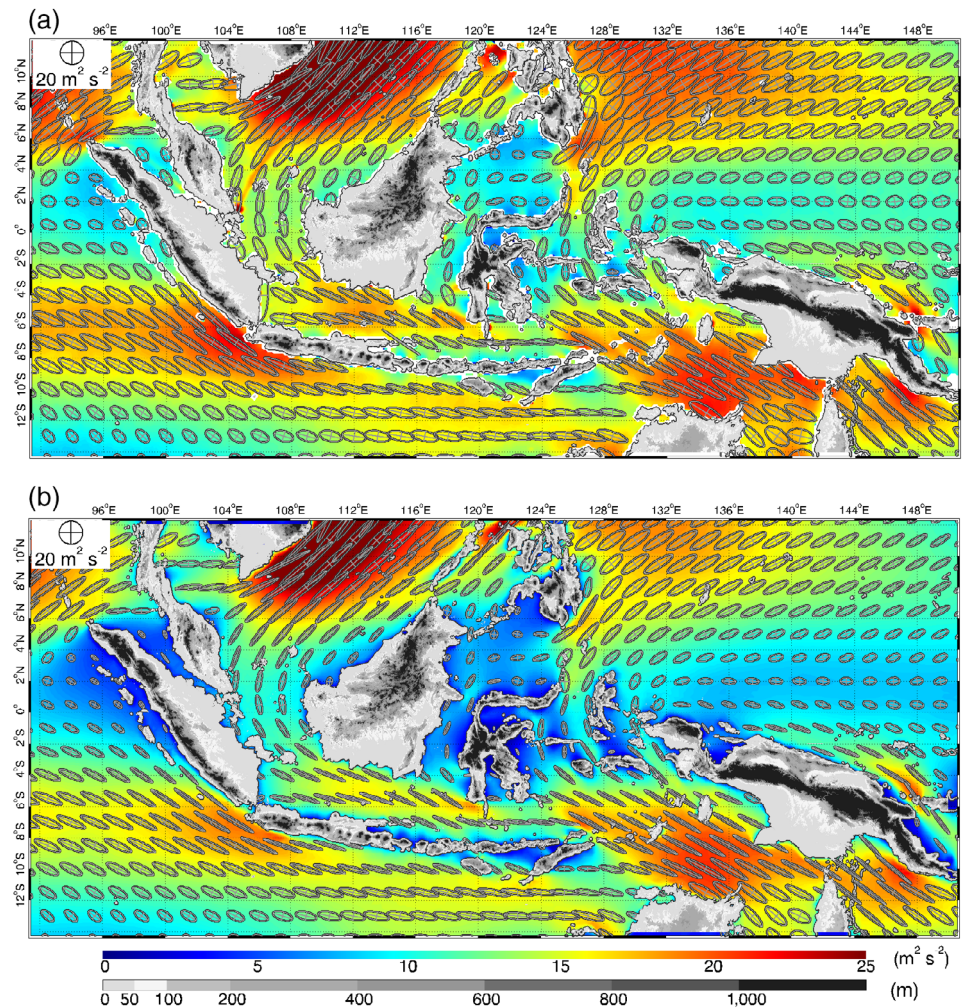 (a)
96°E 100°E 104°E 108°E 112°E 116°E 120°E 124°E 128°E 132°E 136°E 140°E 144°E 148°E
20 m² s⁻²
10°N
8°N
6°N
4°N
2°N
0°
2°S
4°S
6°S
8°S
10°S
12°S
(b)
96°E 100°E 104°E 108°E 112°E 116°E 120°E 124°E 128°E 132°E 136°E 140°E 144°E 148°E
20 m² s⁻²
10°N
8°N
6°N
4°N
2°N
0°
2°S
4°S
6°S
8°S
10°S
12°S
0 5 10 15 20 25 (m² s²)
0 50 100 200 400 600 800 1,000 (m)